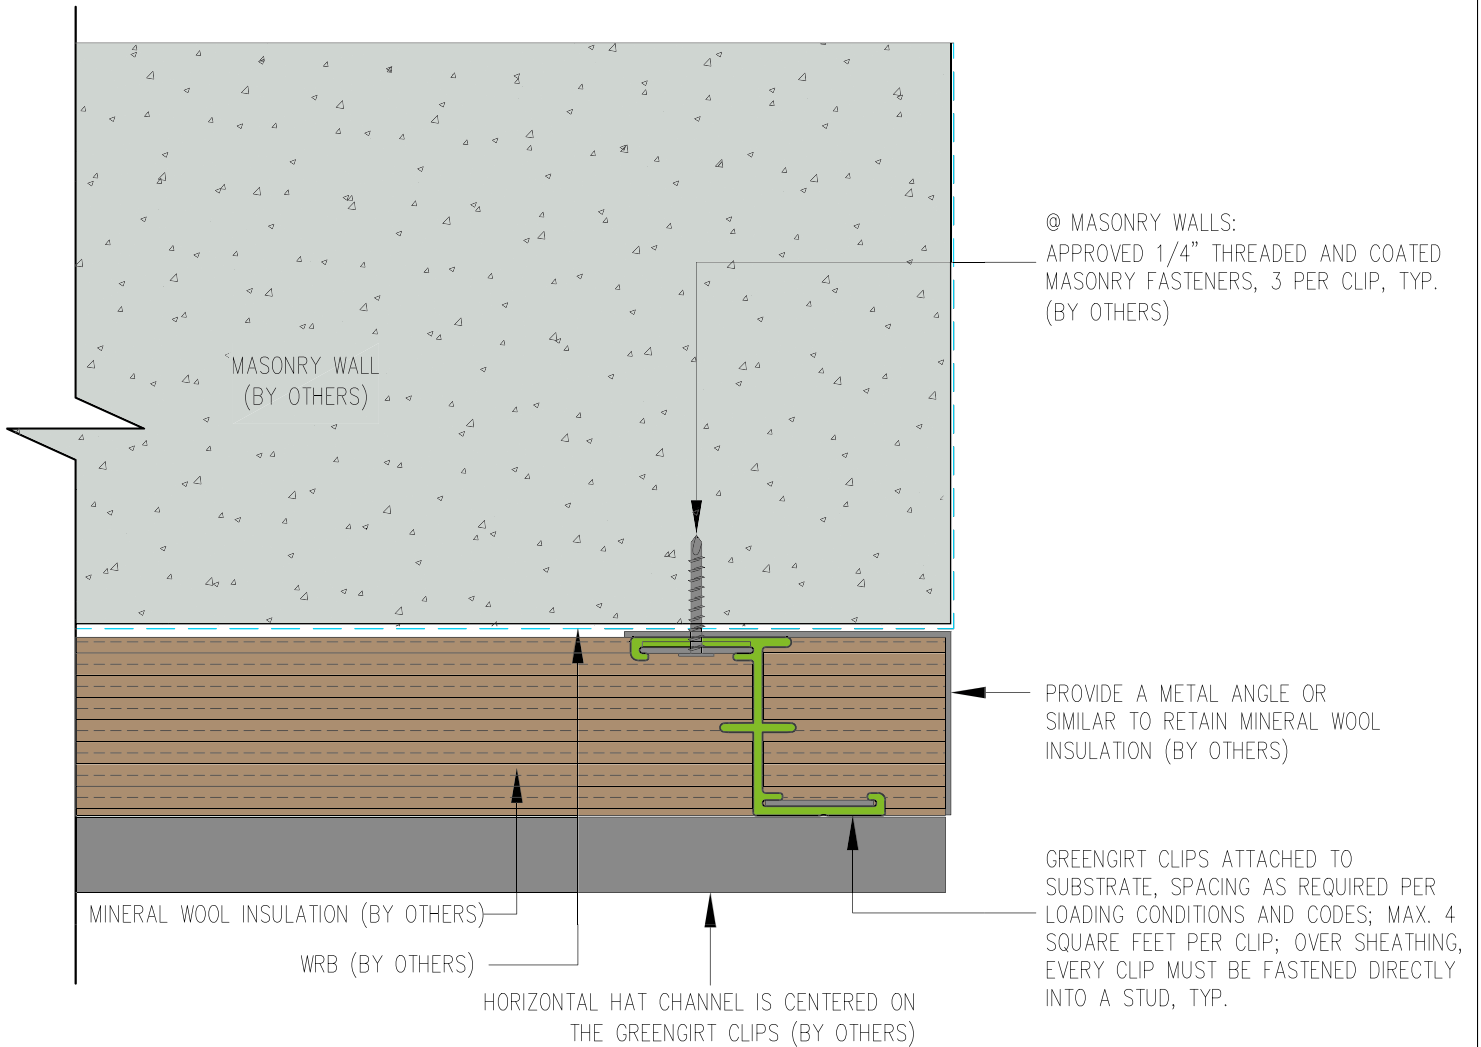 @ MASONRY WALLS:
APPROVED 1/4” THREADED AND COATED
MASONRY FASTENERS, 3 PER CLIP, TYP.
(BY OTHERS)
MASONRY WALL
(BY OTHERS)
PROVIDE A METAL ANGLE OR
SIMILAR TO RETAIN MINERAL WOOL
INSULATION (BY OTHERS)
GREENGIRT CLIPS ATTACHED TO
SUBSTRATE, SPACING AS REQUIRED PER
LOADING CONDITIONS AND CODES; MAX. 4
SQUARE FEET PER CLIP; OVER SHEATHING,
EVERY CLIP MUST BE FASTENED DIRECTLY
INTO A STUD, TYP.
MINERAL WOOL INSULATION (BY OTHERS)
WRB (BY OTHERS)
HORIZONTAL HAT CHANNEL IS CENTERED ON
THE GREENGIRT CLIPS (BY OTHERS)